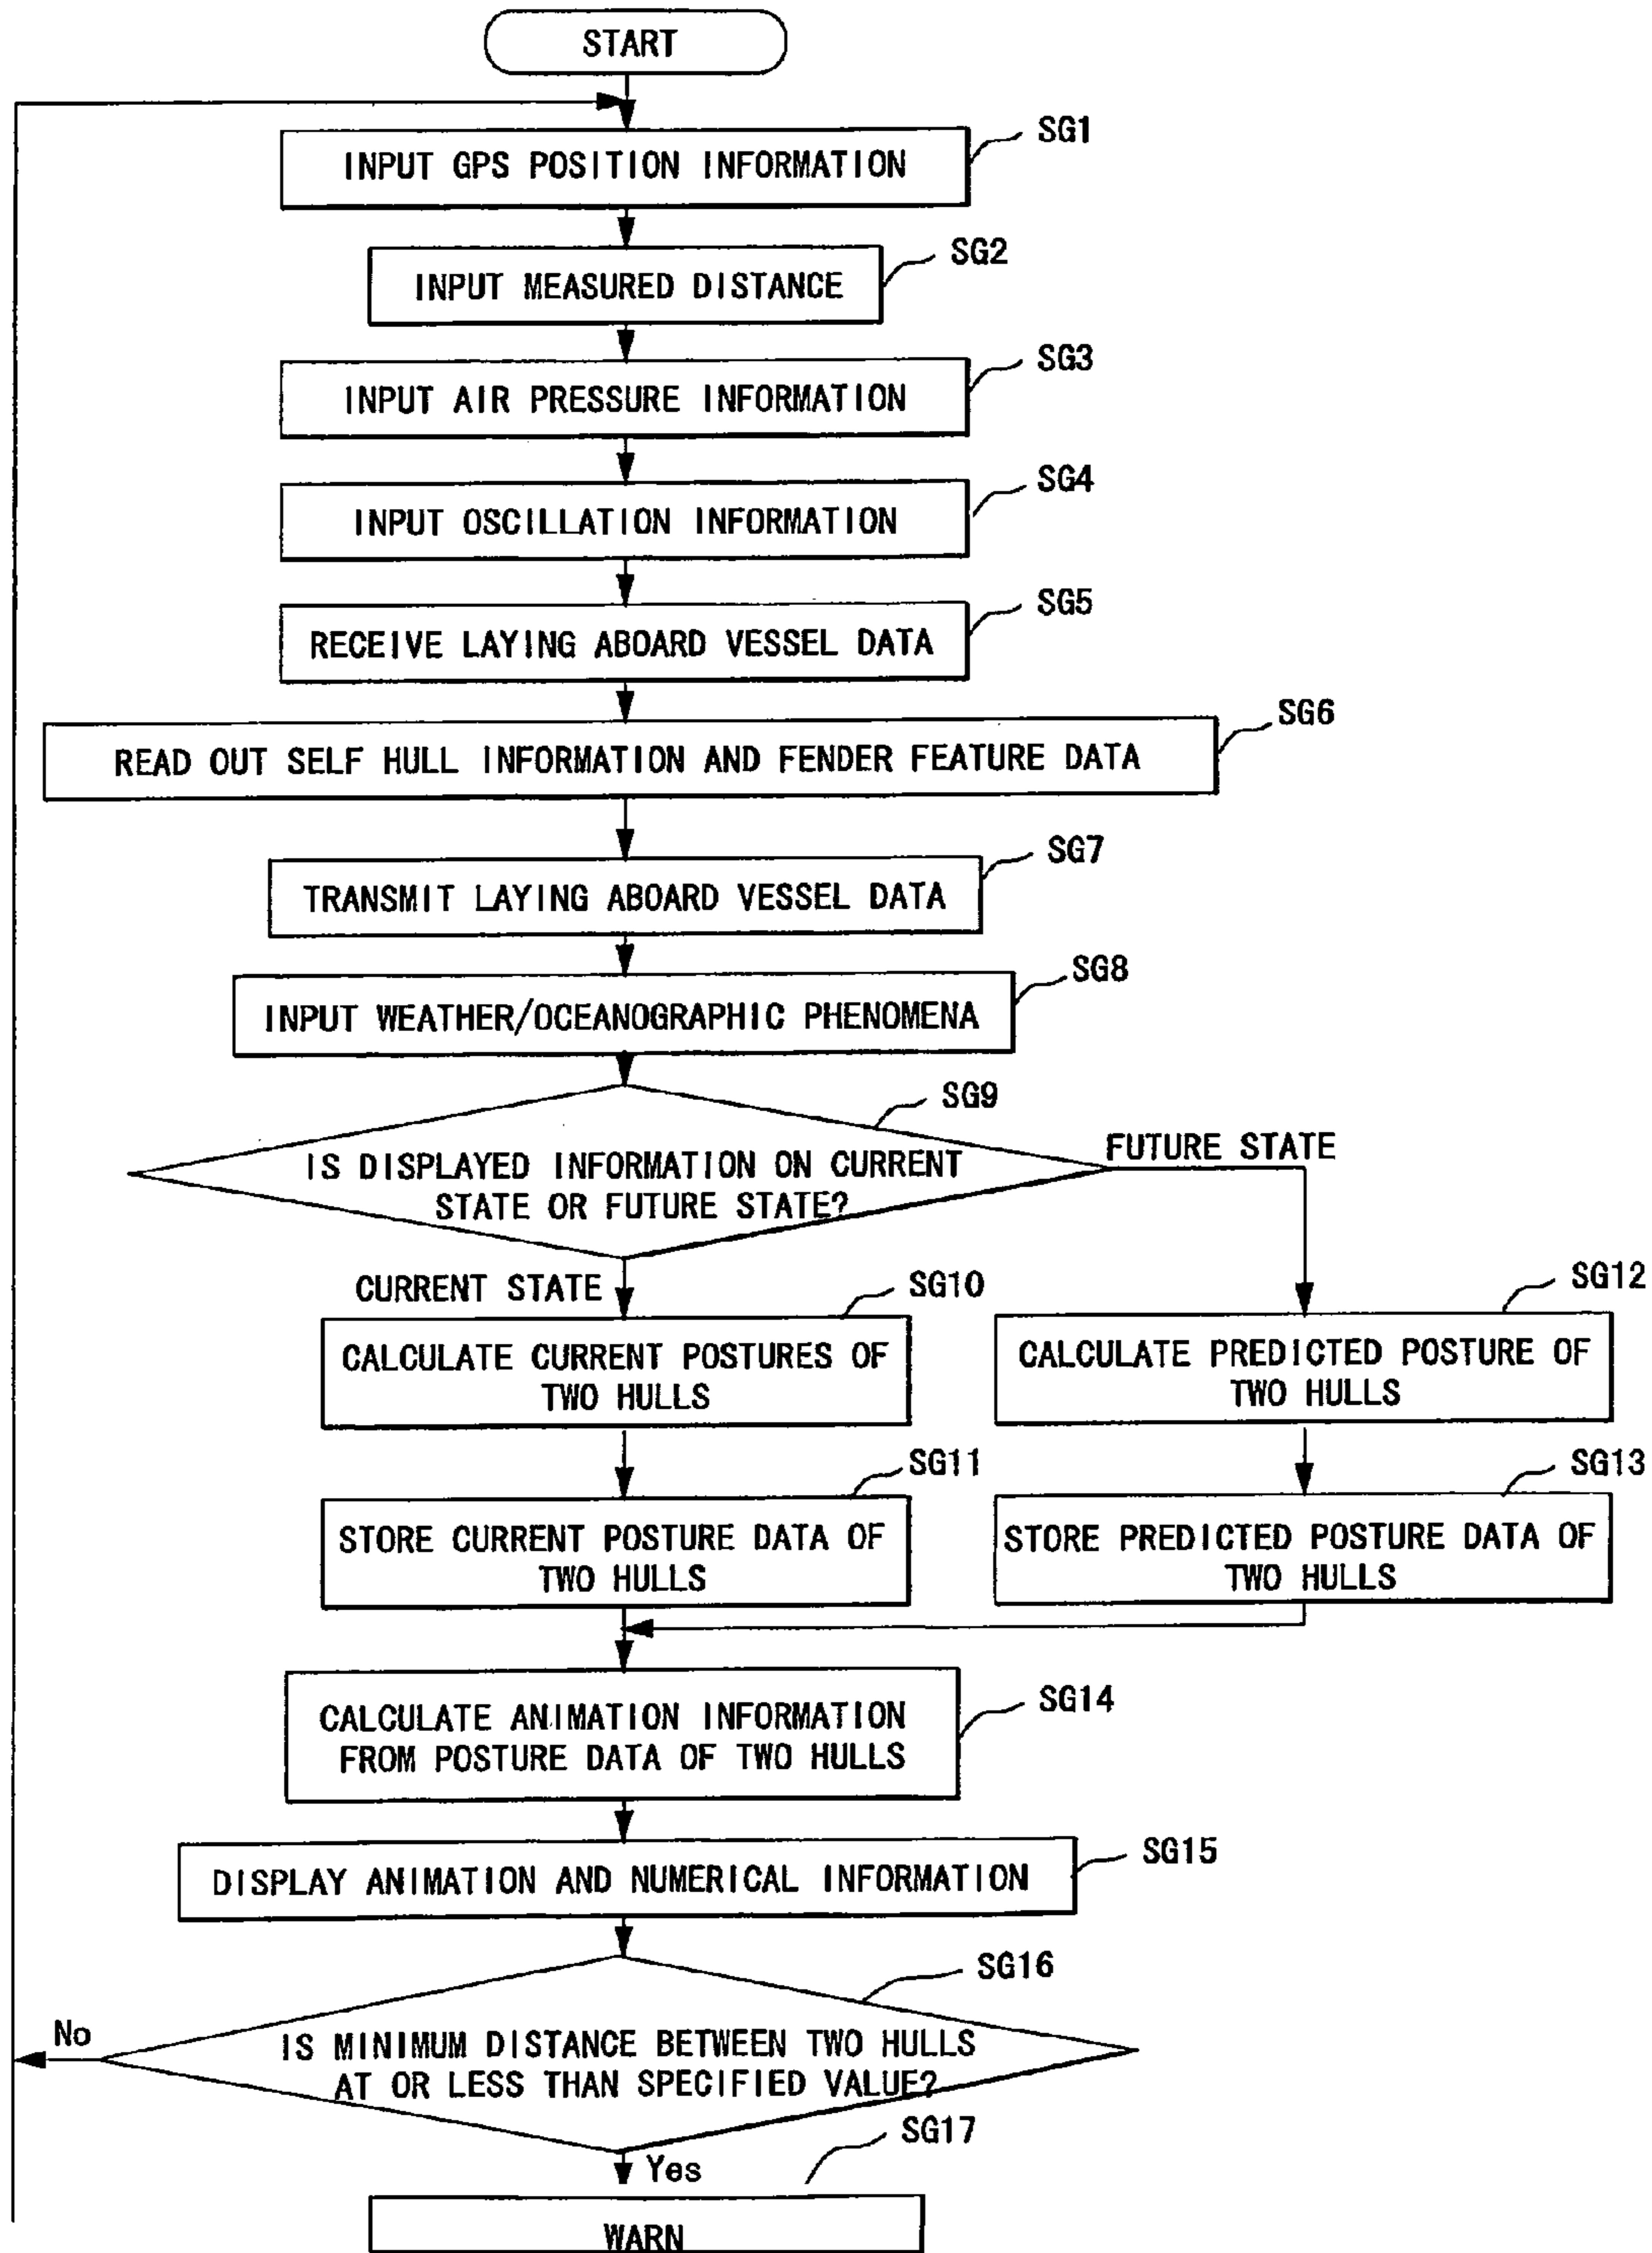 START
SG1
INPUT GPS POSITION INFORMATION
SG2
INPUT MEASURED DISTANCE
SG3
INPUT AIR PRESSURE INFORMATION
SG4
INPUT OSCILLATION INFORMATION
SG5
RECEIVE LAYING ABOARD VESSEL DATA
SG6
READ OUT SELF HULL INFORMATION AND FENDER FEATURE DATA
SG7
TRANSMIT LAYING ABOARD VESSEL DATA
SG8
INPUT WEATHER/OCEANOGRAPHIC PHENOMENA
SG9
IS DISPLAYED INFORMATION ON CURRENT
STATE OR FUTURE STATE?
FUTURE STATE
CURRENT STATE
SG10
CALCULATE CURRENT POSTURES OF
TWO HULLS
SG12
CALCULATE PREDICTED POSTURE OF
TWO HULLS
SG11
STORE CURRENT POSTURE DATA OF
TWO HULLS
SG13
STORE PREDICTED POSTURE DATA OF
TWO HULLS
SG14
CALCULATE ANIMATION INFORMATION
FROM POSTURE DATA OF TWO HULLS
SG15
DISPLAY ANIMATION AND NUMERICAL INFORMATION
SG16
No
IS MINIMUM DISTANCE BETWEEN TWO HULLS
AT OR LESS THAN SPECIFIED VALUE?
SG17
Yes
WARN